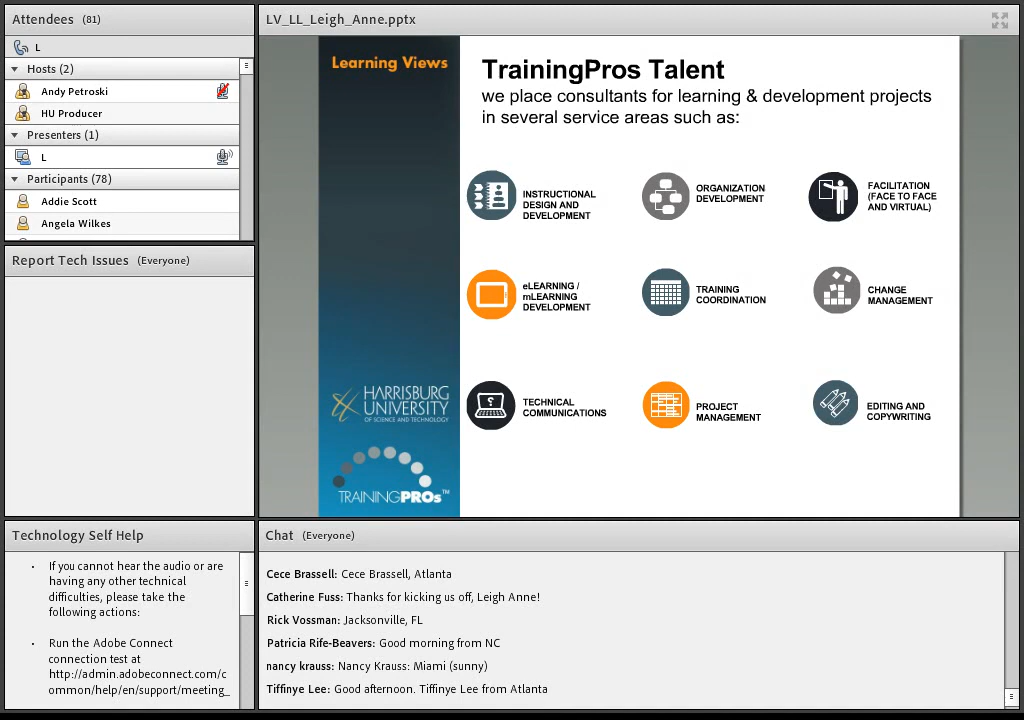 Attendees (81)
L
Hosts (2)
Andy Petroski
HU Producer
Presenters (1)
L
Participants (78)
Addie Scott
Angela Wilkes
Report Tech Issues (Everyone)
Technology Self Help
• If you cannot hear the audio or are
having any other technical
difficulties, please take the
following actions:
• Run the Adobe Connect
connection test at
http://admin.adobeconnect.com/c
ommon/help/en/support/meeting_
LV_LL_Leigh_Anne.pptx
Learning Views
HARRISBURG
UNIVERSITY
OF SCIENCE AND TECHNOLOGY
TRAININGPROs™
TrainingPros Talent
we place consultants for learning & development projects
in several service areas such as:
INSTRUCTIONAL
DESIGN AND
DEVELOPMENT
ORGANIZATION
DEVELOPMENT
FACILITATION
(FACE TO FACE
AND VIRTUAL)
eLEARNING /
mLEARNING
DEVELOPMENT
TRAINING
COORDINATION
CHANGE
MANAGEMENT
?
TECHNICAL
COMMUNICATIONS
PROJECT
MANAGEMENT
EDITING AND
COPYWRITING
Chat (Everyone)
Cece Brassell: Cece Brassell, Atlanta
Catherine Fuss: Thanks for kicking us off, Leigh Anne!
Rick Vossman: Jacksonville, FL
Patricia Rife-Beavers: Good morning from NC
nancy krauss: Nancy Krauss: Miami (sunny)
Tiffinye Lee: Good afternoon. Tiffinye Lee from Atlanta